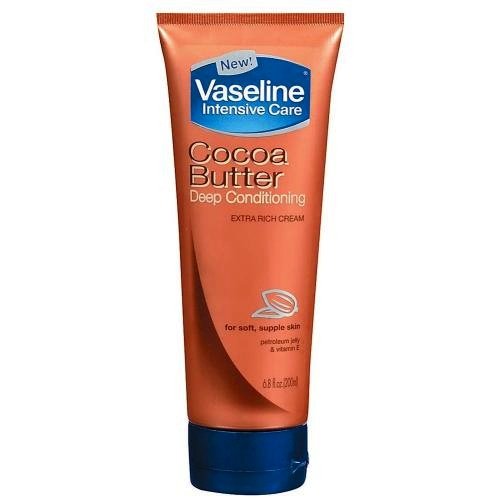 New!
Vaseline®
Intensive Care
Cocoa
Butter
Deep Conditioning
EXTRA RICH CREAM
for soft, supple skin
petroleum jelly
& vitamin E
6.8 fl.oz.(200ml)